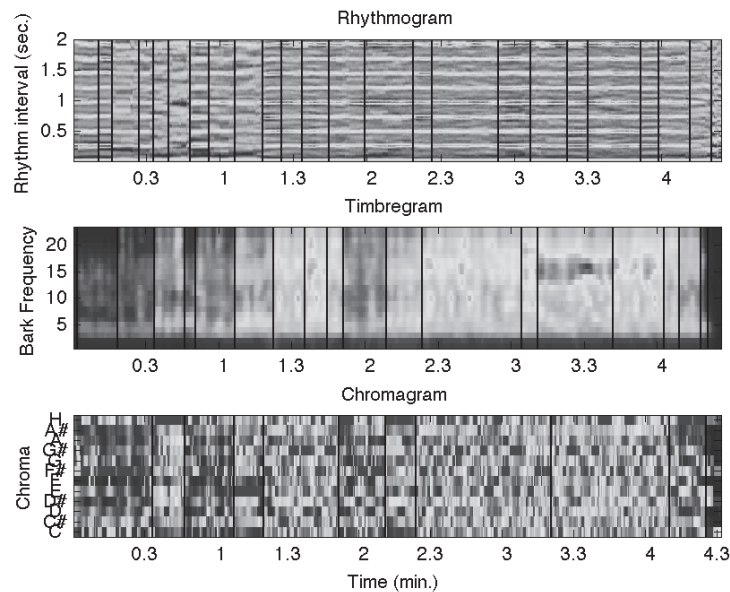 Rhythmogram
Rhythm interval (sec.)
2
1.5
1
0.5
0.3 1 1.3 2 2.3 3 3.3 4
Timbregram
Bark Frequency
20
15
10
5
0.3 1 1.3 2 2.3 3 3.3 4
Chromagram
Chroma
H
A#
A
G#
G
F#
E
D#
D
C#
C
0.3 1 1.3 2 2.3 3 3.3 4 4.3
Time (min.)